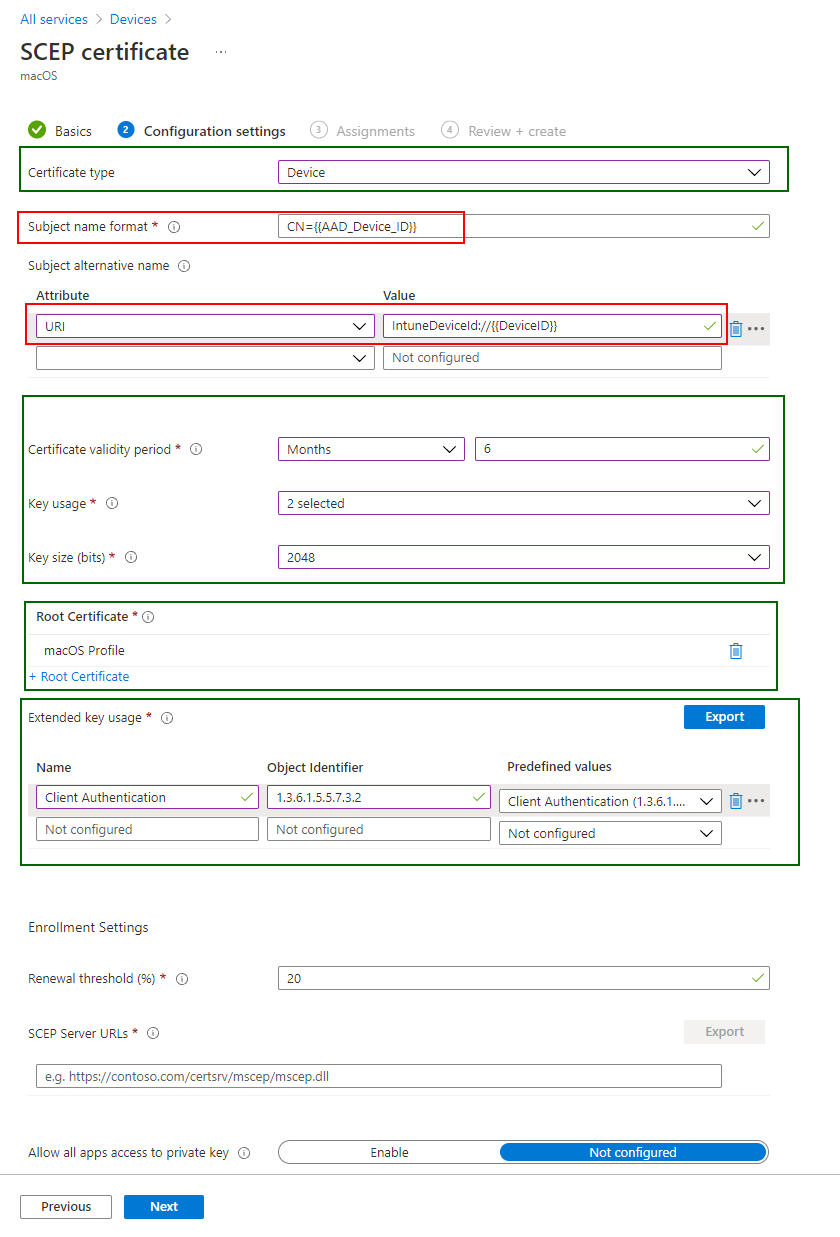 All services > Devices >
SCEP certificate ...
macOS
Basics 2 Configuration settings 3 Assignments 4 Review + create
Certificate type Device
Subject name format * CN={{AAD_Device_ID}}
Subject alternative name
Attribute Value
URI IntuneDeviceId://{{DeviceID}}
Not configured
Certificate validity period * Months 6
Key usage * 2 selected
Key size (bits) * 2048
Root Certificate *
macOS Profile
+ Root Certificate
Extended key usage * Export
Name Object Identifier Predefined values
Client Authentication 1.3.6.1.5.5.7.3.2 Client Authentication (1.3.6.1....
Not configured Not configured Not configured
Enrollment Settings
Renewal threshold (%) * 20
SCEP Server URLs * Export
e.g. https://contoso.com/certsrv/mscep/mscep.dll
Allow all apps access to private key Enable Not configured
Previous Next